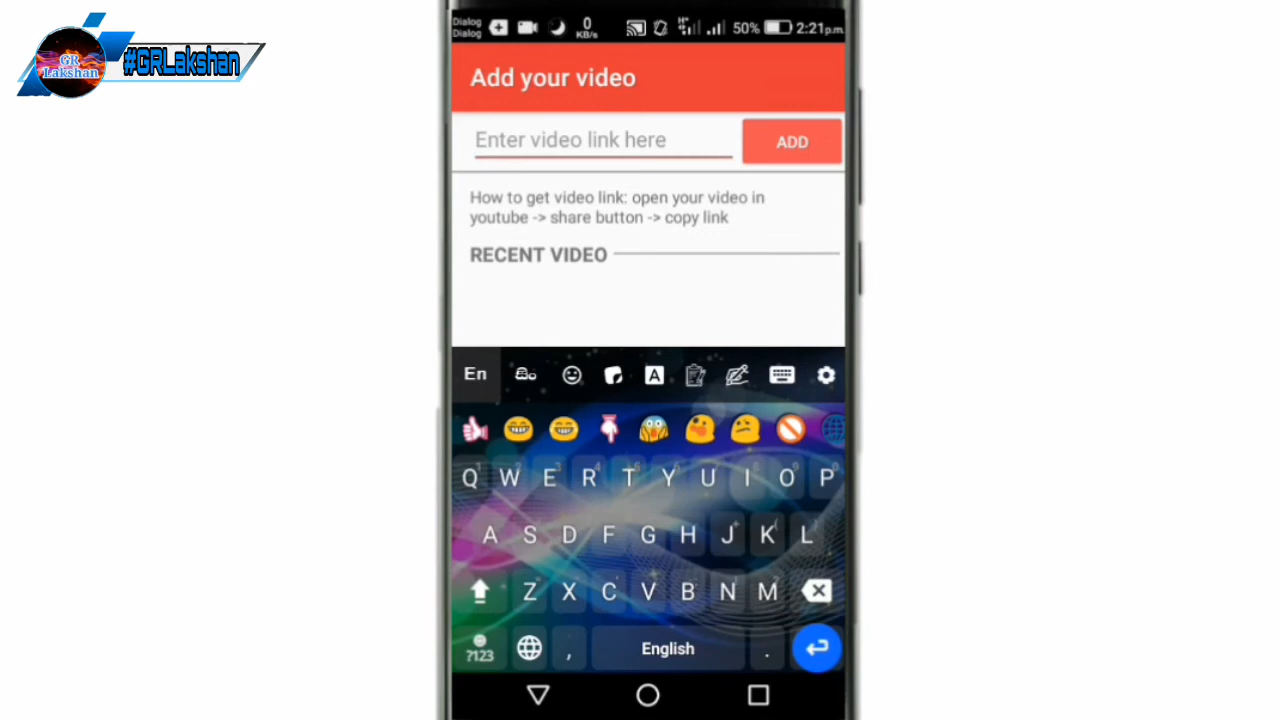 GR
Lakshan
#GRLakshan
Dialog
Dialog
0
KB/s
50%
2:21p.m.
Add your video
Enter video link here
ADD
How to get video link: open your video in
youtube -> share button -> copy link
RECENT VIDEO
En
A
Q W E R T Y U I O P
A S D F G H J K L
Z X C V B N M
?123
,
English
.